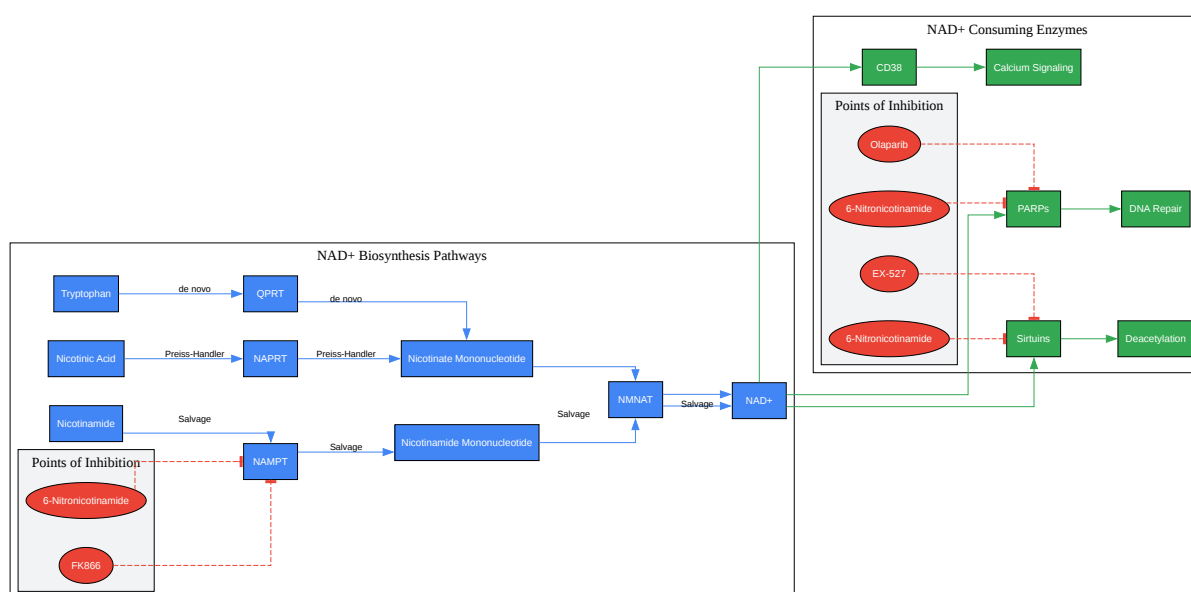 NAD+ Consuming Enzymes
CD38
Calcium Signaling
Points of Inhibition
Olaparib
6-Nitronicotinamide
PARPs
DNA Repair
EX-527
6-Nitronicotinamide
Sirtuins
Deacetylation
NAD+ Biosynthesis Pathways
Tryptophan
de novo
QPRT
de novo
Nicotinic Acid
Preiss-Handler
NAPRT
Preiss-Handler
Nicotinate Mononucleotide
NMNAT
Salvage
NAD+
Nicotinamide
Salvage
Salvage
NAMPT
Salvage
Nicotinamide Mononucleotide
Points of Inhibition
6-Nitronicotinamide
FK866